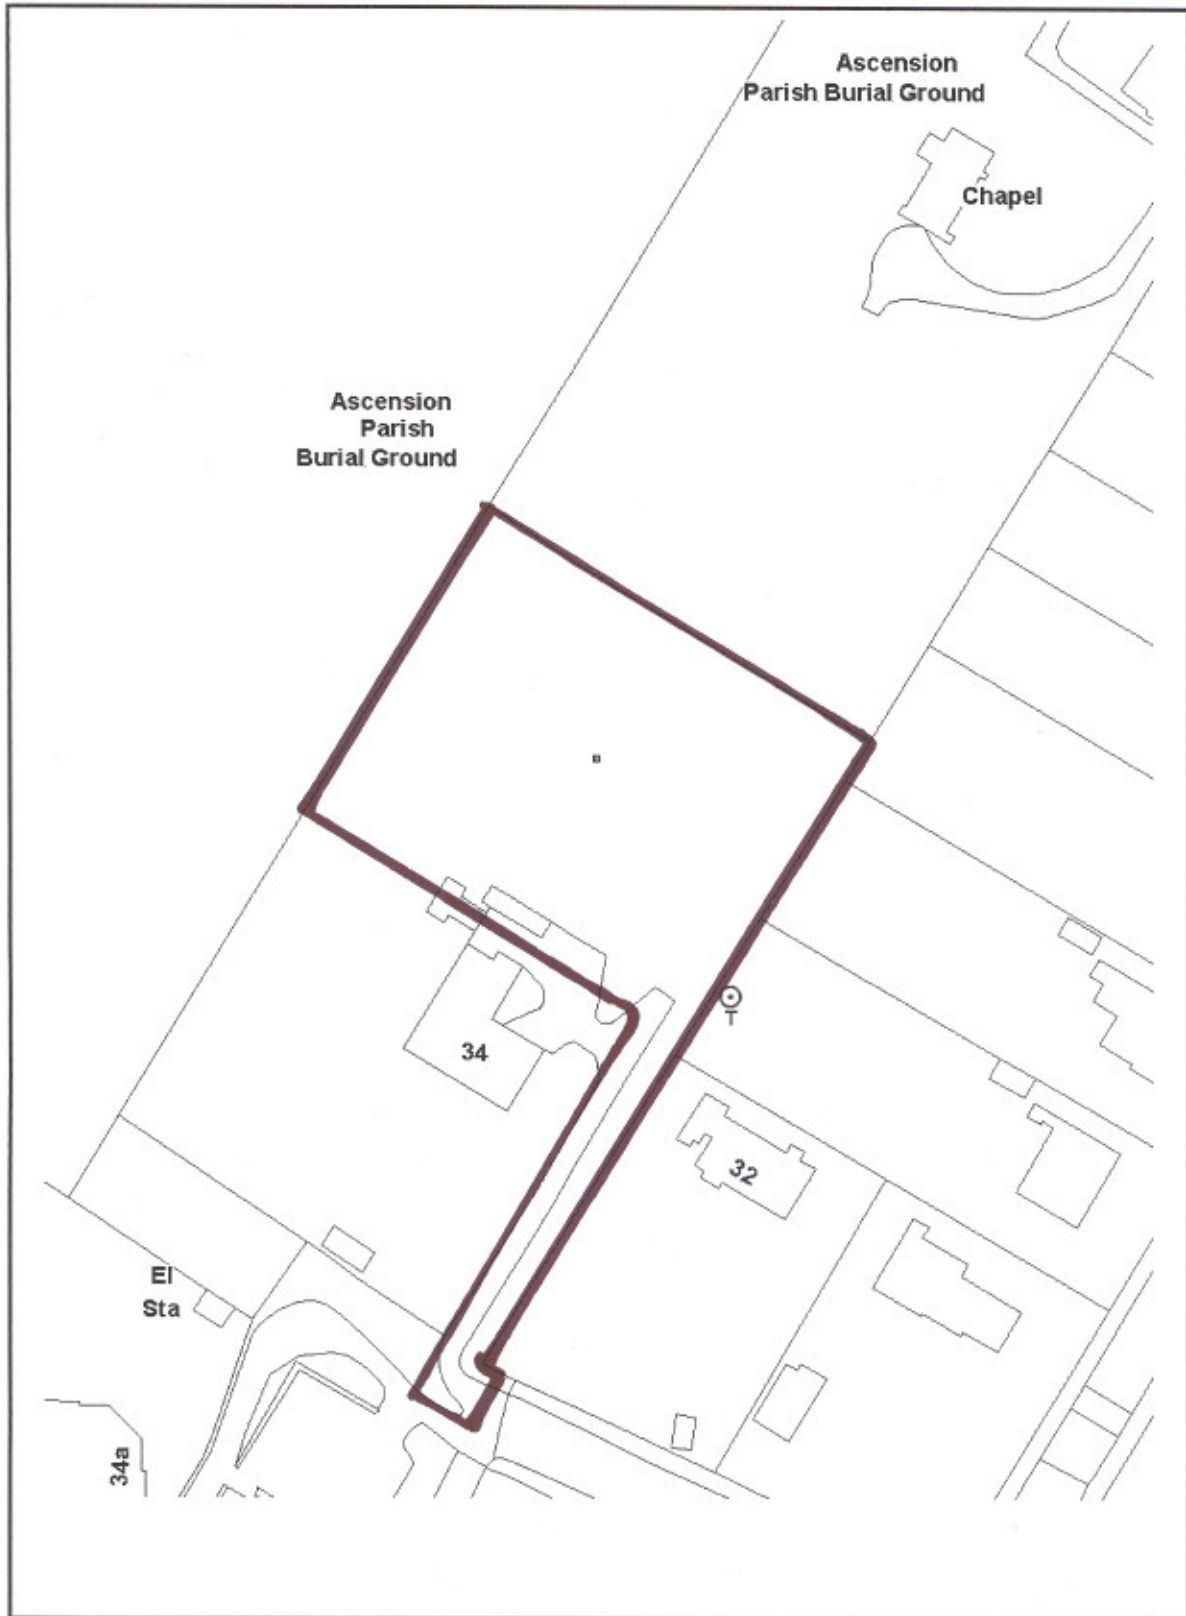 Ascension
Parish Burial Ground
Chapel
Ascension
Parish
Burial Ground
34
32
El
Sta
34a
T